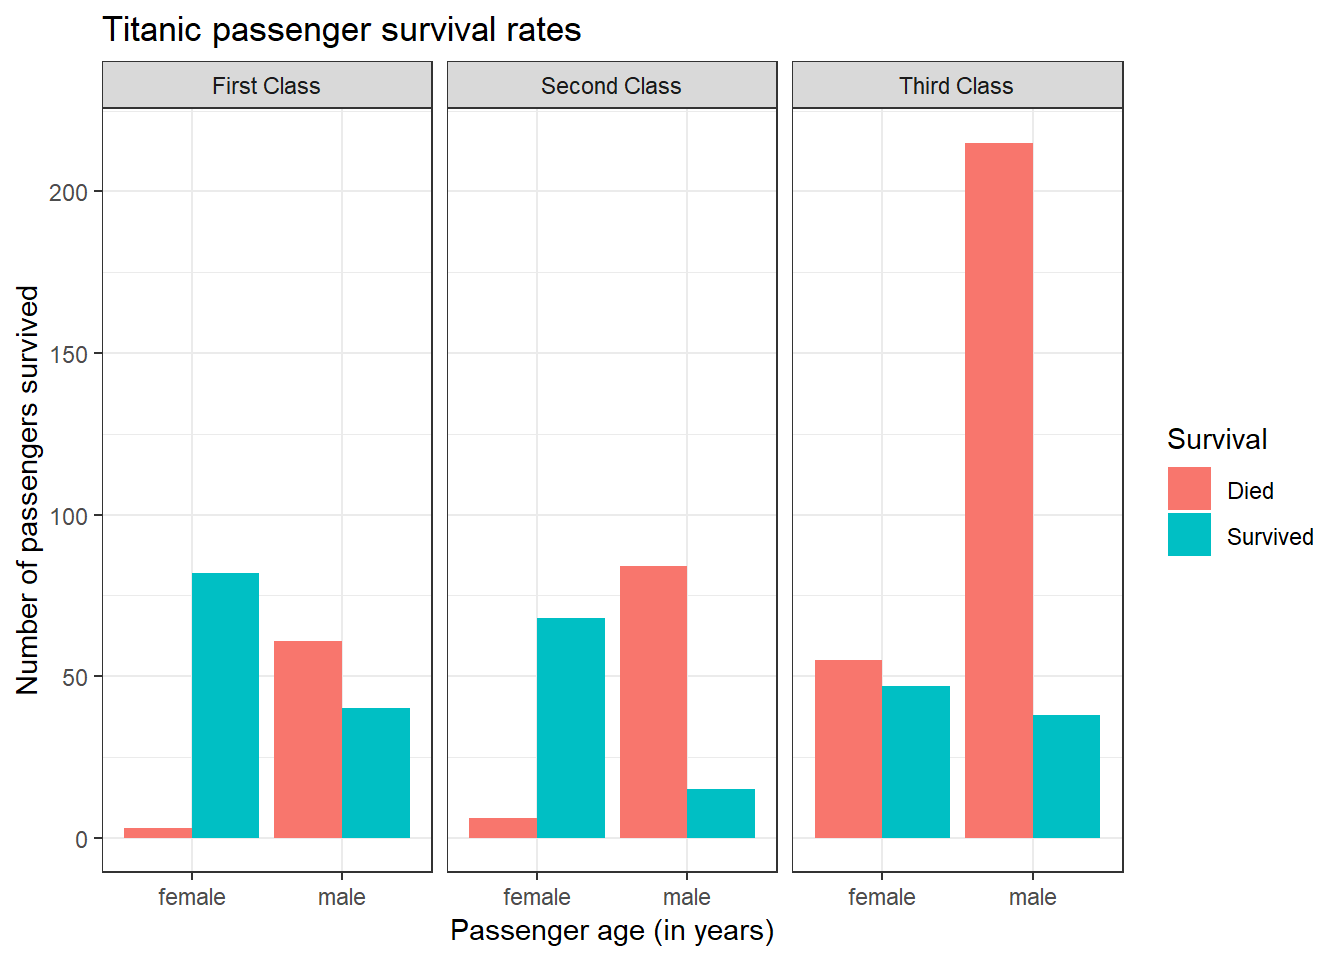 Titanic passenger survival rates
First Class
Second Class
Third Class
Number of passengers survived
200
150
100
50
0
female
male
female
male
female
male
Passenger age (in years)
Survival
Died
Survived